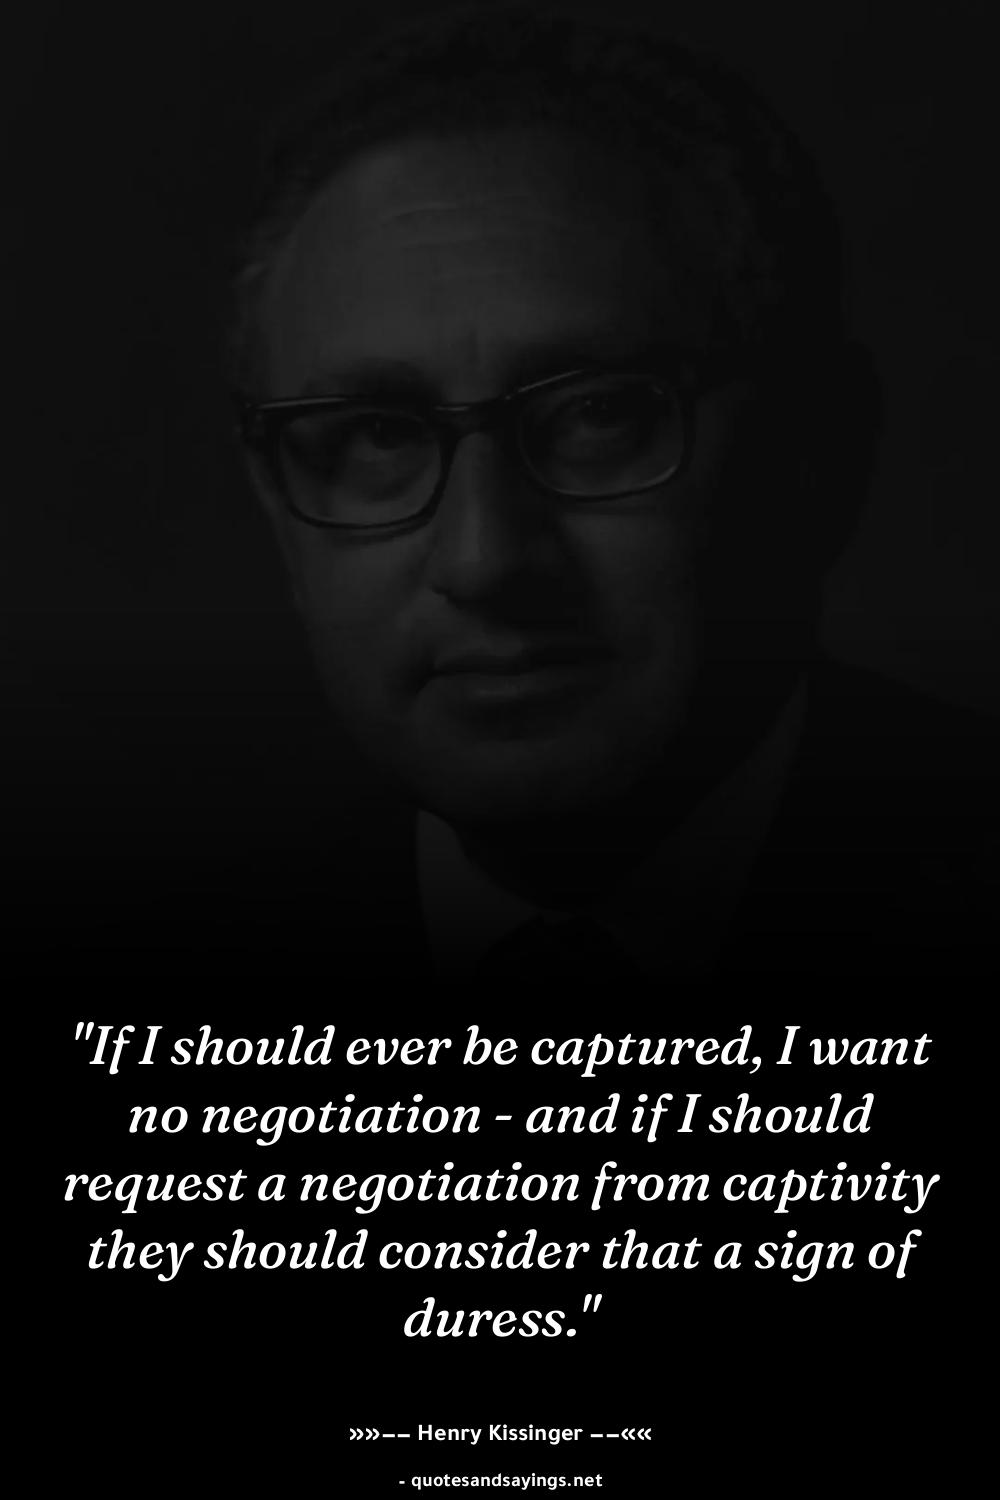 "If I should ever be captured, I want
no negotiation - and if I should
request a negotiation from captivity
they should consider that a sign of
duress."
»»–– Henry Kissinger ––««
- quotesandsayings.net